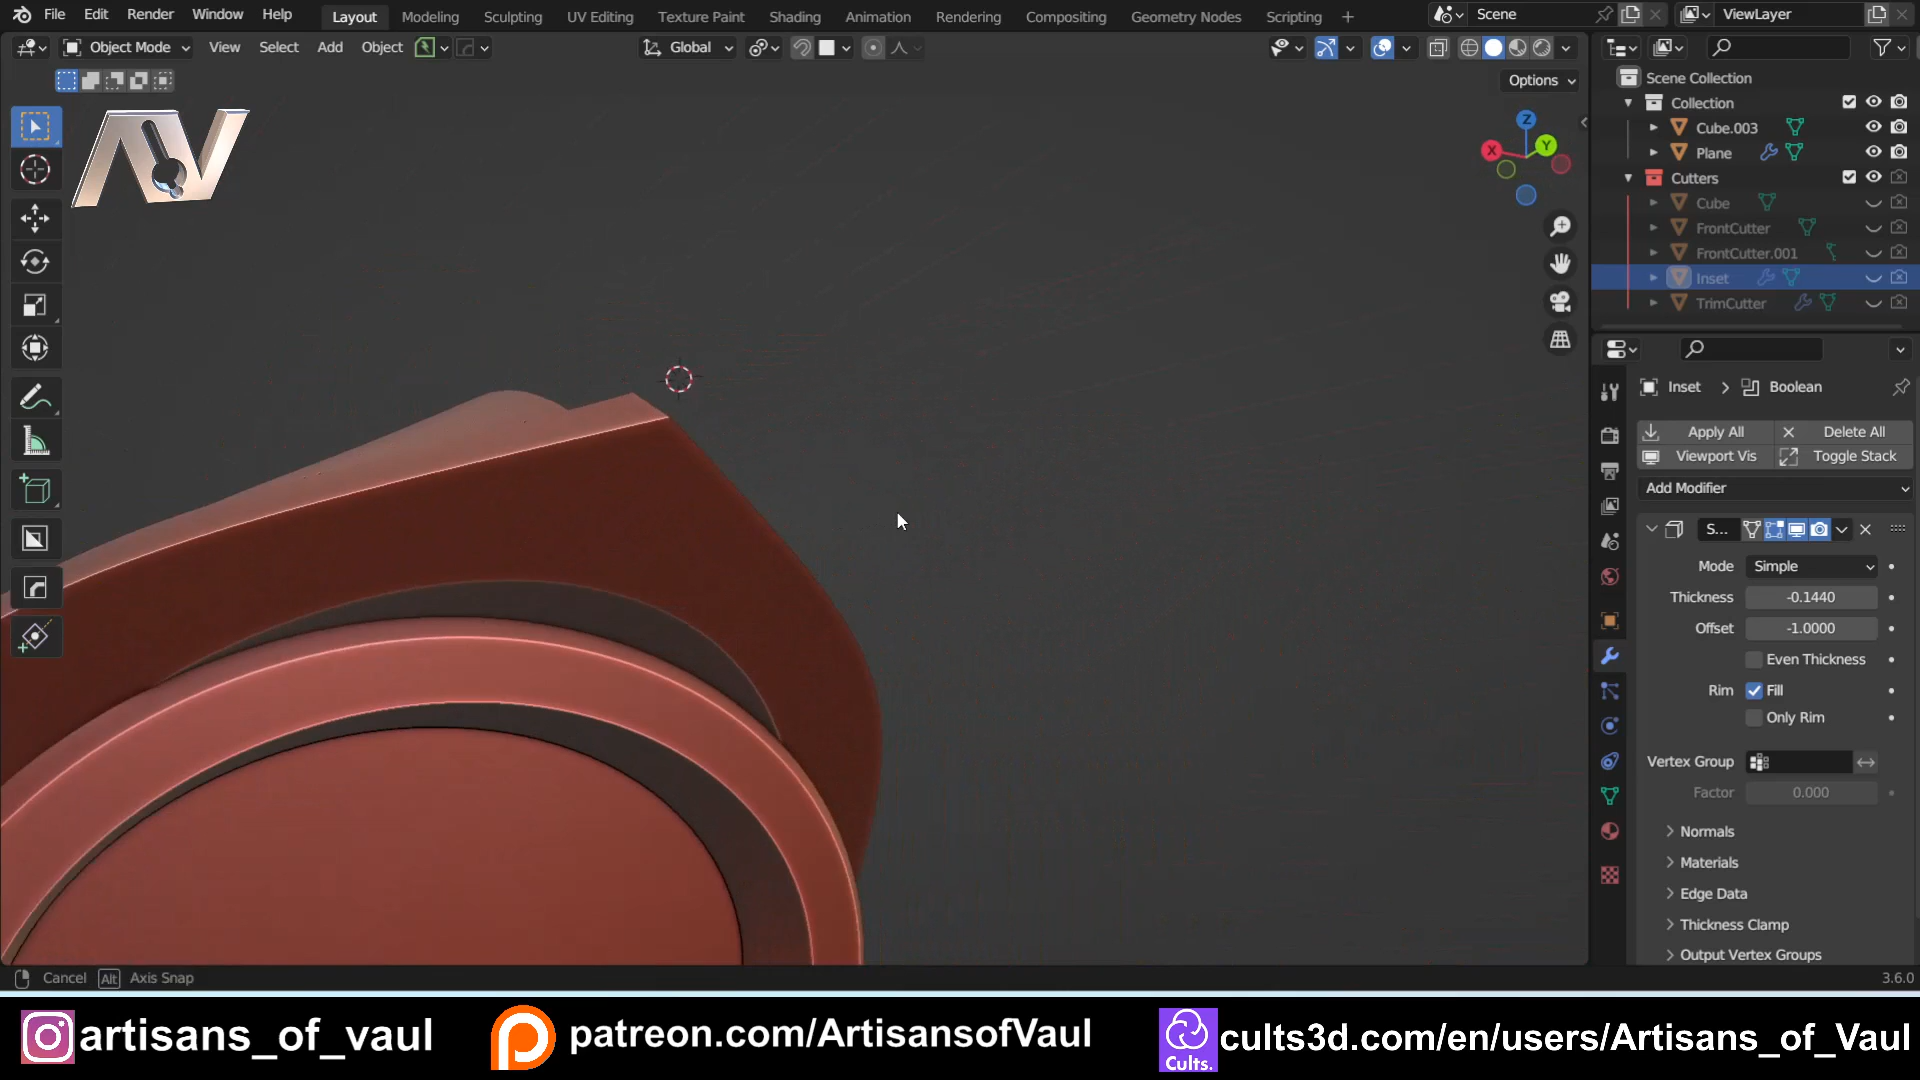 File Edit Render Window Help Layout Modeling Sculpting UV Editing Texture Paint Shading Animation Rendering Compositing Geometry Nodes Scripting + Scene ViewLayer
Object Mode View Select Add Object Global
Options
Scene Collection
Collection
Cube.003
Plane
Cutters
Cube
FrontCutter
FrontCutter.001
Inset
TrimCutter
Z
X
Y
AV
Inset > Boolean
Apply All Delete All
Viewport Vis Toggle Stack
Add Modifier
S...
Mode Simple
Thickness -0.1440
Offset -1.0000
Even Thickness
Rim Fill
Only Rim
Vertex Group
Factor 0.000
Normals
Materials
Edge Data
Thickness Clamp
Output Vertex Groups
Cancel Alt Axis Snap 3.6.0
artisans_of_vaul patreon.com/ArtisansofVaul Cults. cults3d.com/en/users/Artisans_of_Vaul